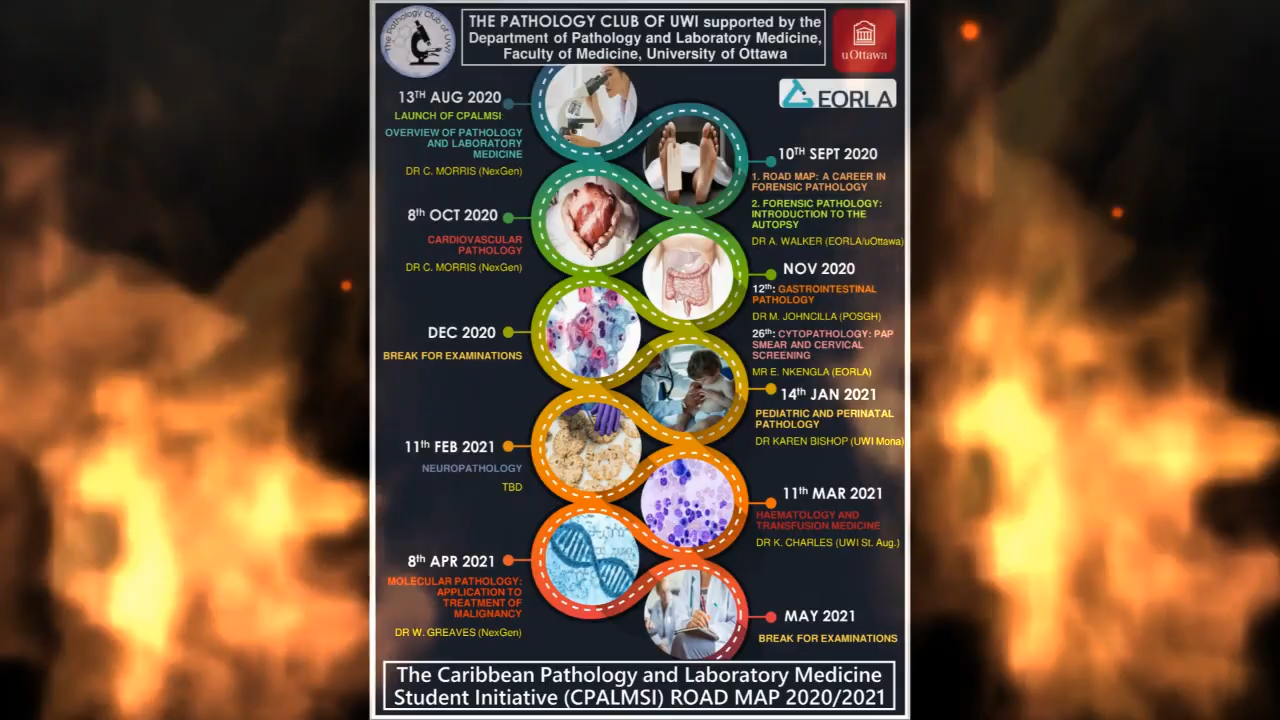 The Pathology Club of UWI
THE PATHOLOGY CLUB OF UWI supported by the
Department of Pathology and Laboratory Medicine,
Faculty of Medicine, University of Ottawa
uOttawa
EORLA
13TH AUG 2020
LAUNCH OF CPALMSI
OVERVIEW OF PATHOLOGY
AND LABORATORY
MEDICINE
DR C. MORRIS (NexGen)
10TH SEPT 2020
1. ROAD MAP: A CAREER IN
FORENSIC PATHOLOGY
2. FORENSIC PATHOLOGY:
INTRODUCTION TO THE
AUTOPSY
DR A. WALKER (EORLA/uOttawa)
8th OCT 2020
CARDIOVASCULAR
PATHOLOGY
DR C. MORRIS (NexGen)
NOV 2020
12th: GASTROINTESTINAL
PATHOLOGY
DR M. JOHNCILLA (POSGH)
26th: CYTOPATHOLOGY: PAP
SMEAR AND CERVICAL
SCREENING
MR E. NKENGLA (EORLA)
DEC 2020
BREAK FOR EXAMINATIONS
14th JAN 2021
PEDIATRIC AND PERINATAL
PATHOLOGY
DR KAREN BISHOP (UWI Mona)
11th FEB 2021
NEUROPATHOLOGY
TBD
11th MAR 2021
HAEMATOLOGY AND
TRANSFUSION MEDICINE
DR K. CHARLES (UWI St. Aug.)
8th APR 2021
MOLECULAR PATHOLOGY:
APPLICATION TO
TREATMENT OF
MALIGNANCY
DR W. GREAVES (NexGen)
MAY 2021
BREAK FOR EXAMINATIONS
The Caribbean Pathology and Laboratory Medicine
Student Initiative (CPALMSI) ROAD MAP 2020/2021